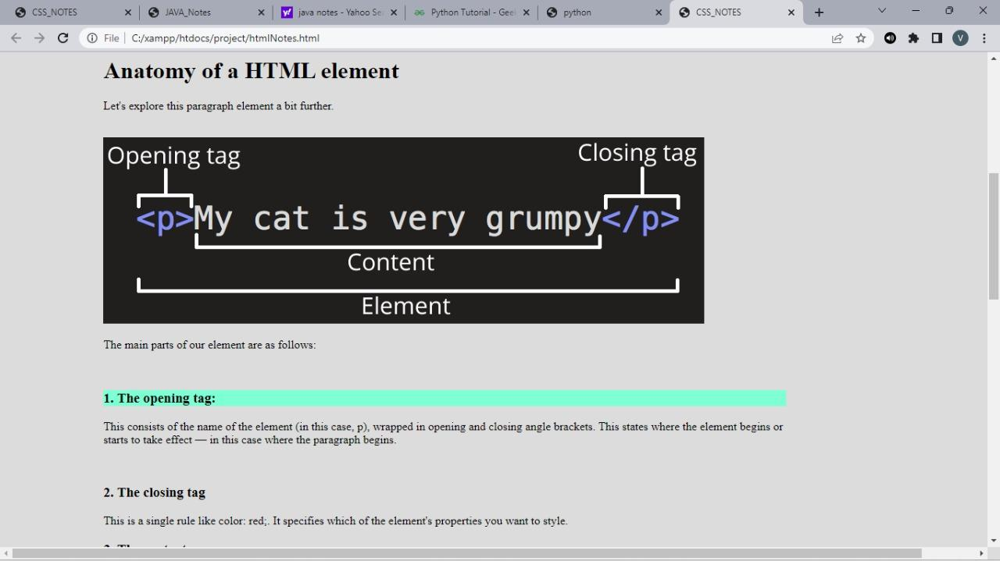 CSS_NOTES
JAVA_Notes
java notes - Yahoo Se
Python Tutorial - Gee
python
CSS_NOTES
File
C:/xampp/htdocs/project/htmlNotes.html
V
Anatomy of a HTML element
Let's explore this paragraph element a bit further.
Opening tag
Closing tag
<p>My cat is very grumpy</p>
Content
Element
The main parts of our element are as follows:
1. The opening tag:
This consists of the name of the element (in this case, p), wrapped in opening and closing angle brackets. This states where the element begins or
starts to take effect — in this case where the paragraph begins.
2. The closing tag
This is a single rule like color: red;. It specifies which of the element's properties you want to style.